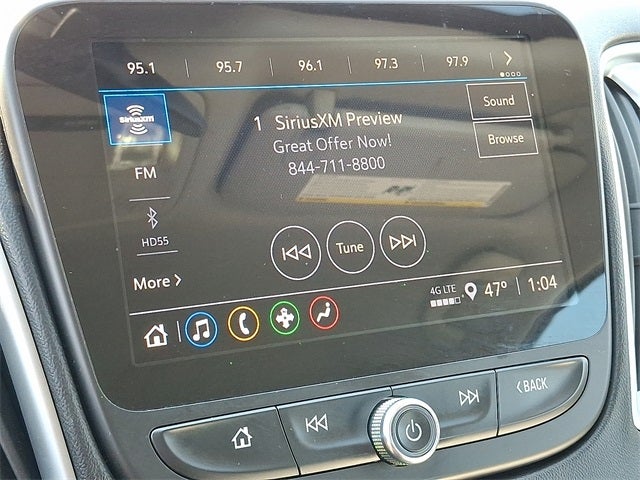 95.1 95.7 96.1 97.3 97.9
SiriusXM
1 SiriusXM Preview
Sound
Great Offer Now!
Browse
844-711-8800
FM
HD55
Tune
More
4G LTE 47° 1:04
BACK